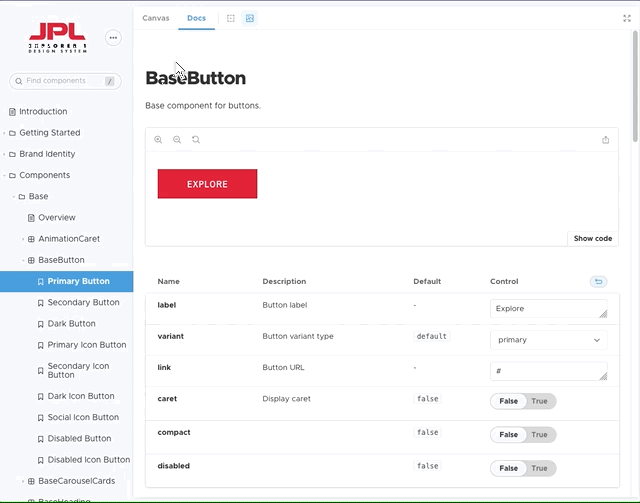 JPL
EXPLORER 1
DESIGN SYSTEM
Find components
/
Introduction
Getting Started
Brand Identity
Components
Base
Overview
AnimationCaret
BaseButton
Primary Button
Secondary Button
Dark Button
Primary Icon Button
Secondary Icon
Button
Dark Icon Button
Social Icon Button
Disabled Button
Disabled Icon Button
BaseCarouselCards
BaseHeading
Canvas
Docs
BaseButton
Base component for buttons.
EXPLORE
Show code
Name Description Default Control
label Button label - Explore
variant Button variant type default primary
link Button URL - #
caret Display caret false False True
compact false False True
disabled false False True